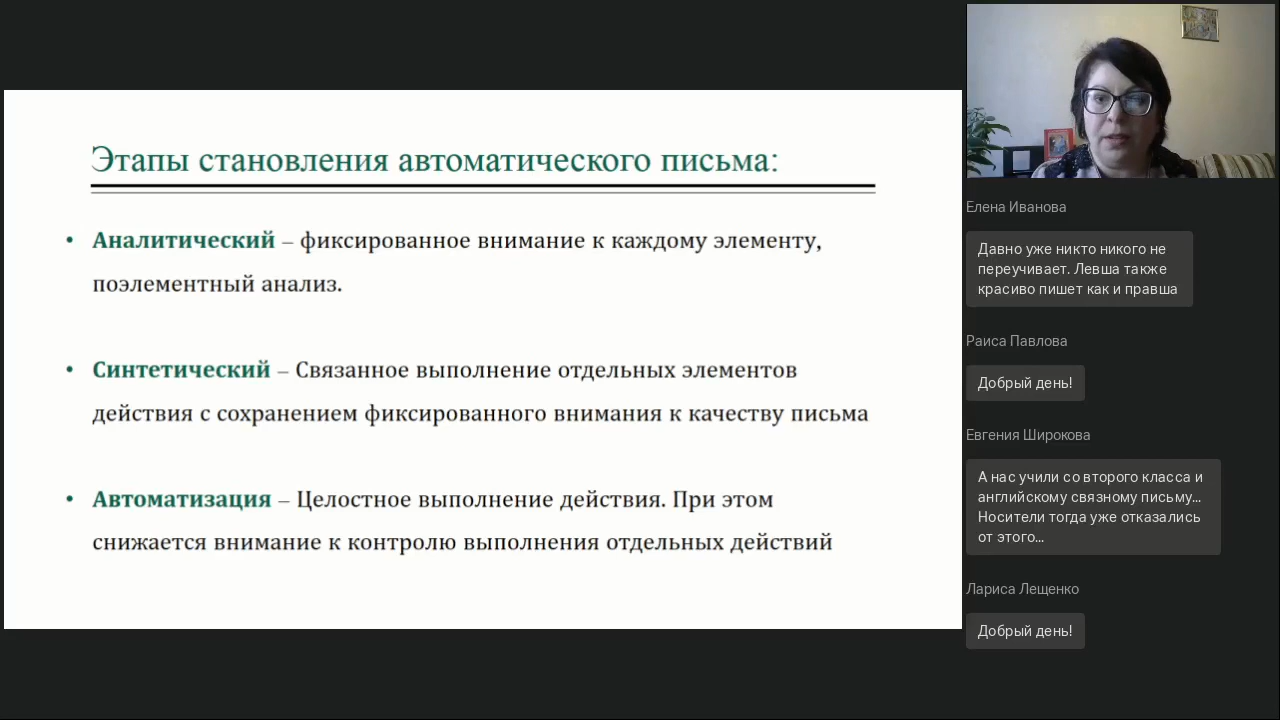 Этапы становления автоматического письма:
• Аналитический – фиксированное внимание к каждому элементу,
поэлементный анализ.
• Синтетический – Связанное выполнение отдельных элементов
действия с сохранением фиксированного внимания к качеству письма
• Автоматизация – Целостное выполнение действия. При этом
снижается внимание к контролю выполнения отдельных действий
Елена Иванова
Давно уже никто никого не
переучивает. Левша также
красиво пишет как и правша
Раиса Павлова
Добрый день!
Евгения Широкова
А нас учили со второго класса и
английскому связному письму...
Носители тогда уже отказались
от этого...
Лариса Лещенко
Добрый день!